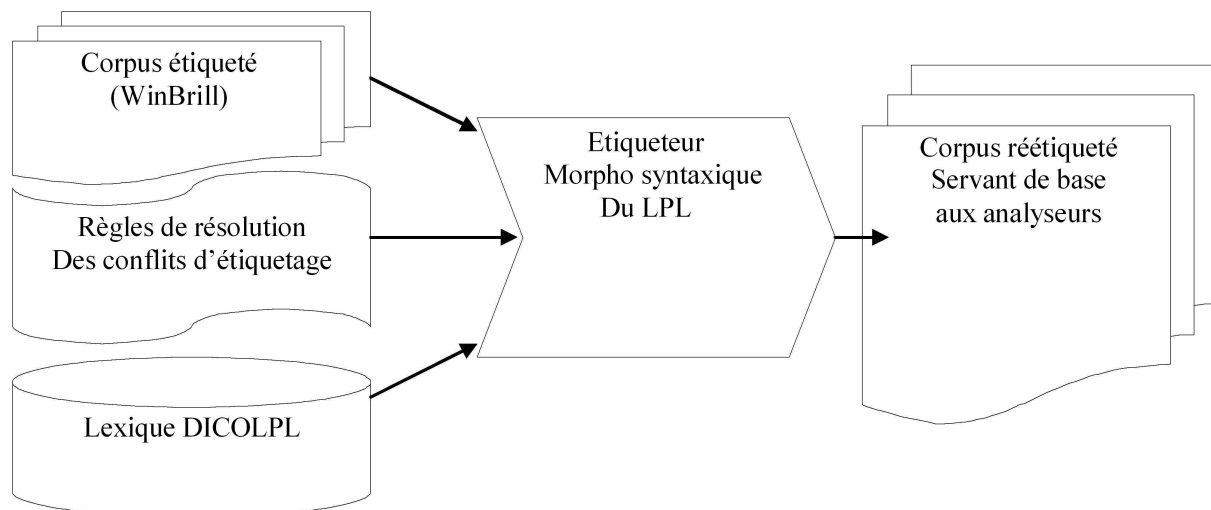 Corpus étiqueté
(WinBrill)
Règles de résolution
Des conflits d’étiquetage
Lexique DICOLPL
Etiqueteur
Morpho syntaxique
Du LPL
Corpus réétiqueté
Servant de base
aux analyseurs